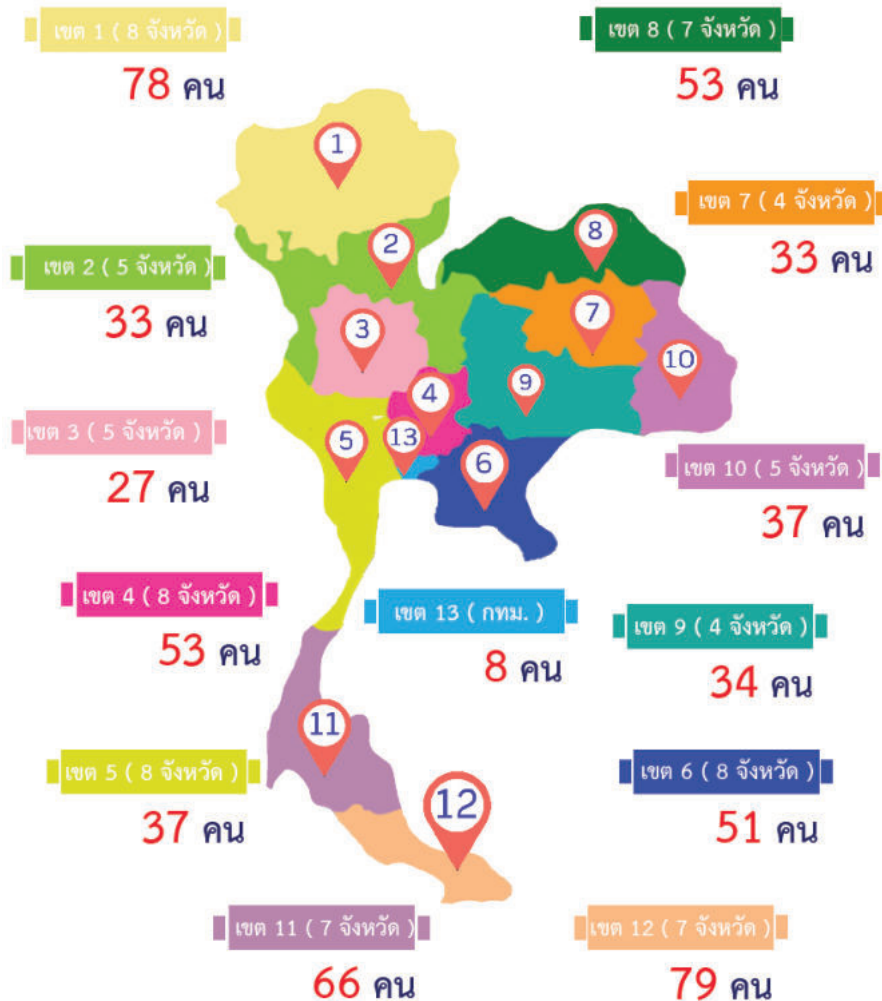 เขต 1 ( 8 จังหวัด )
78 คน
เขต 8 ( 7 จังหวัด )
53 คน
1
เขต 7 ( 4 จังหวัด )
33 คน
2
8
เขต 2 ( 5 จังหวัด )
33 คน
3
7
10
4
9
เขต 3 ( 5 จังหวัด )
27 คน
5
13
6
เขต 10 ( 5 จังหวัด )
37 คน
เขต 4 ( 8 จังหวัด )
53 คน
เขต 13 ( กทม. )
8 คน
เขต 9 ( 4 จังหวัด )
34 คน
11
เขต 5 ( 8 จังหวัด )
37 คน
12
เขต 6 ( 8 จังหวัด )
51 คน
เขต 11 ( 7 จังหวัด )
66 คน
เขต 12 ( 7 จังหวัด )
79 คน